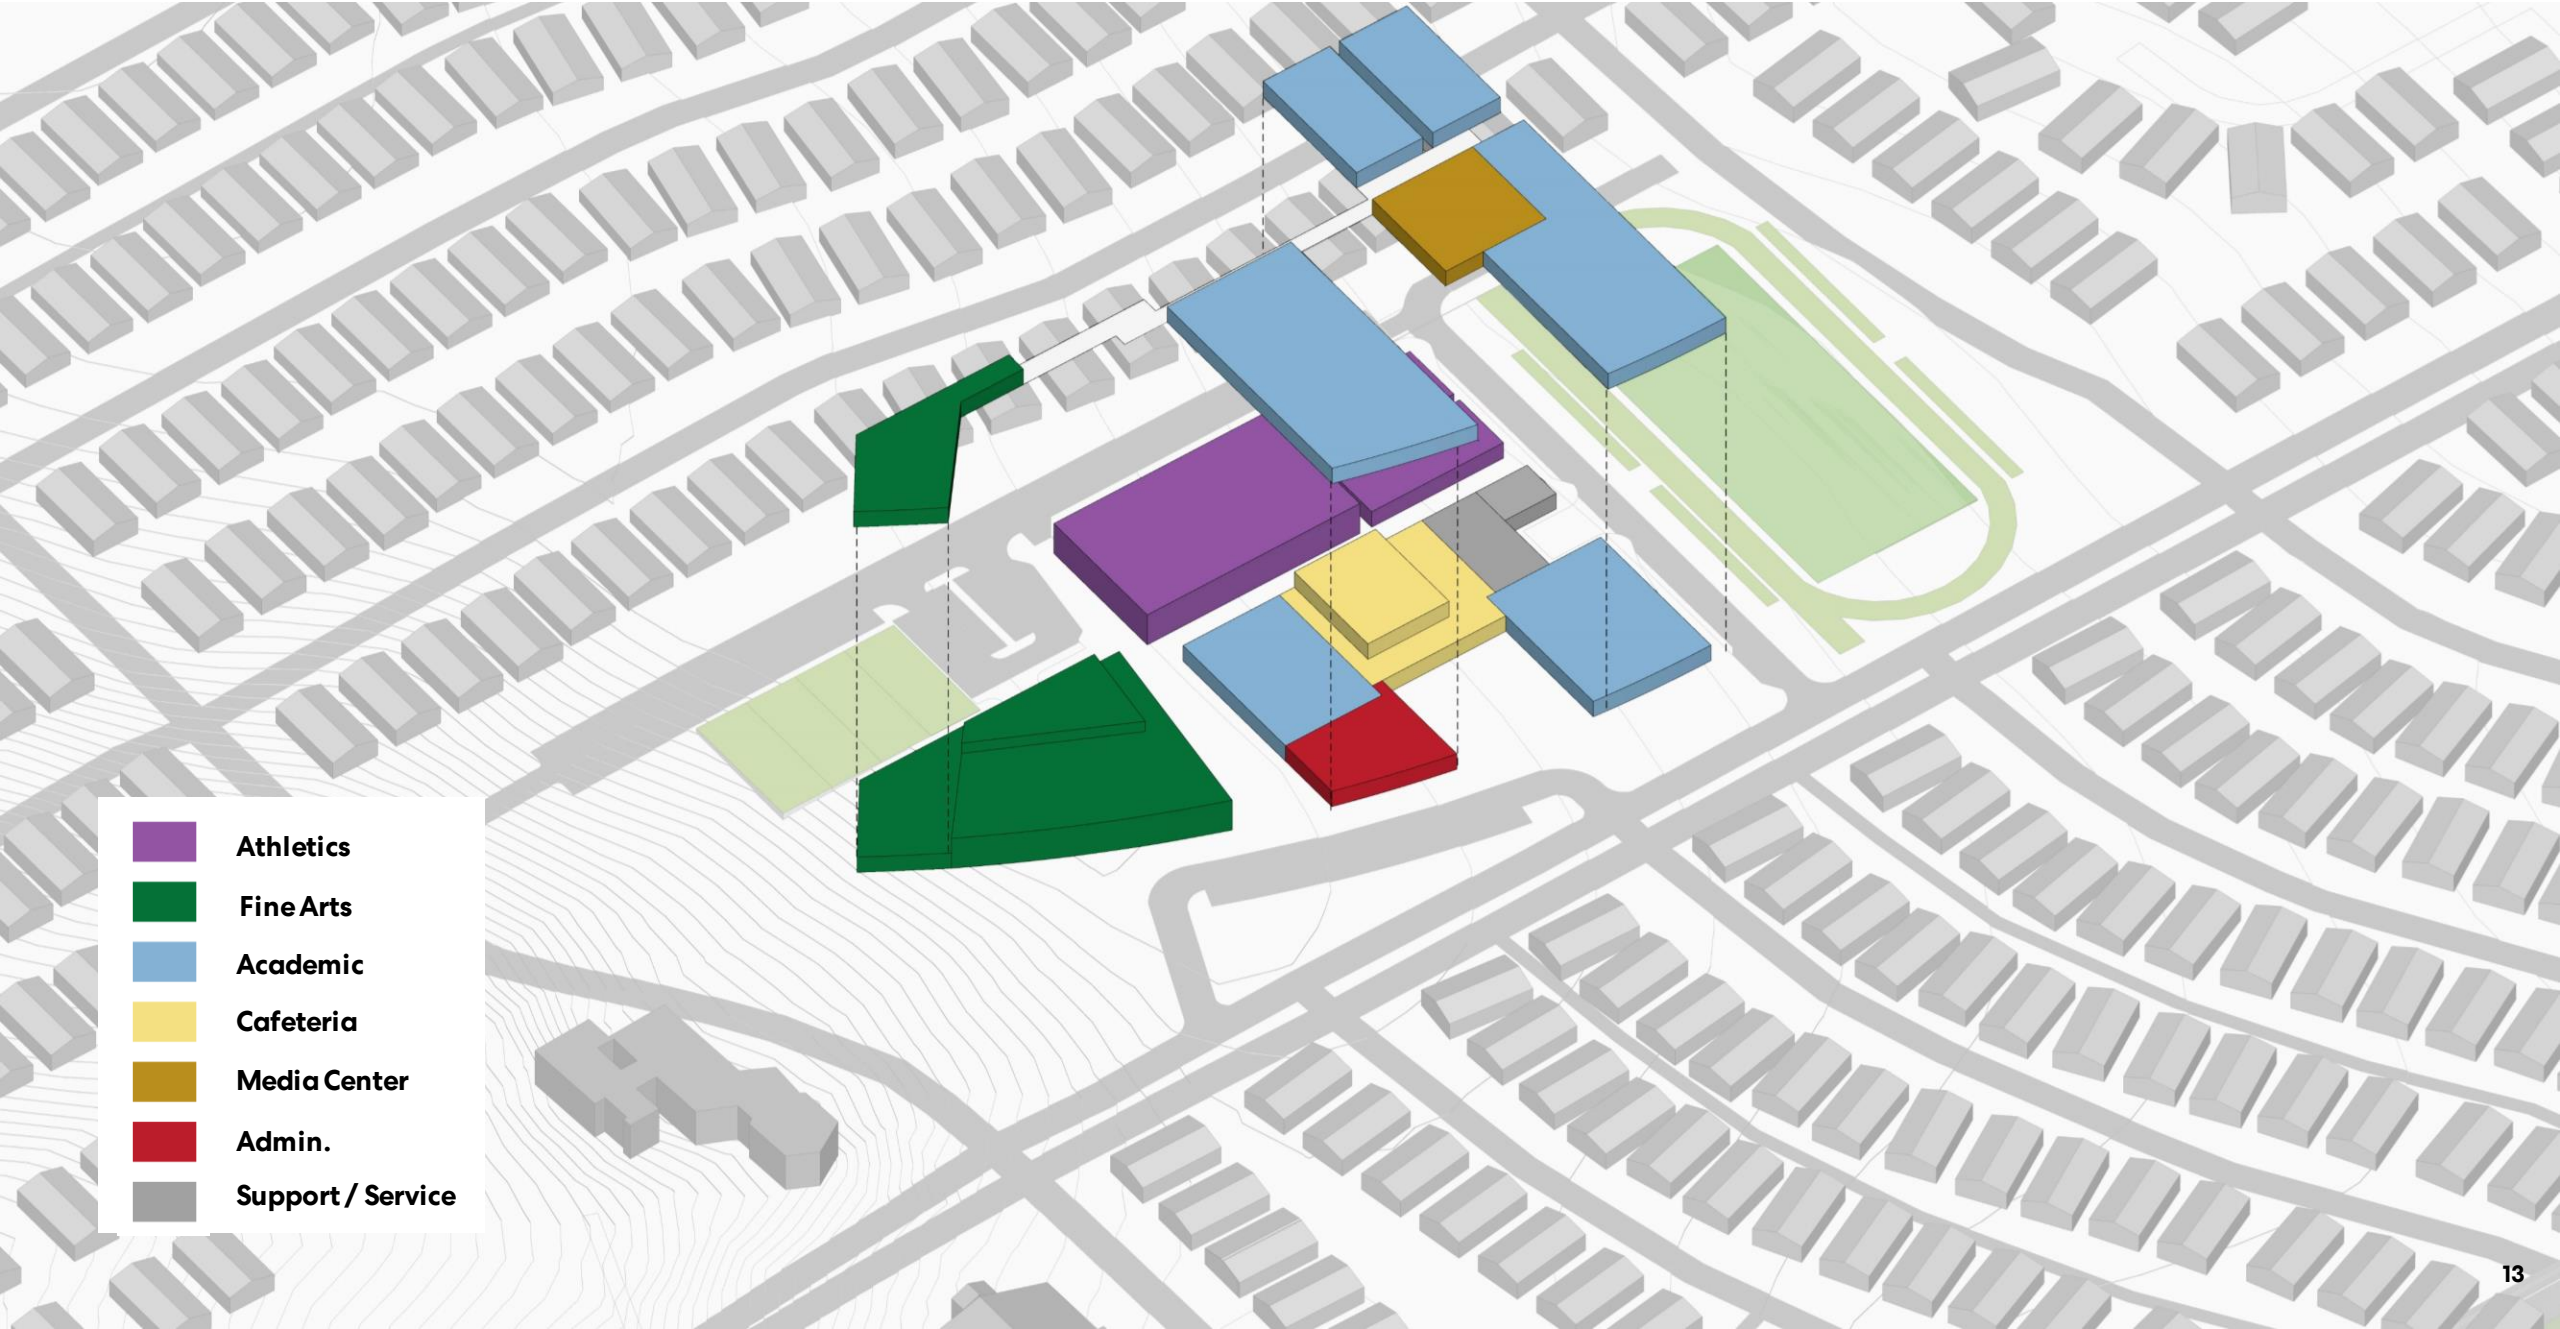 Athletics
Fine Arts
Academic
Cafeteria
Media Center
Admin.
Support / Service
13